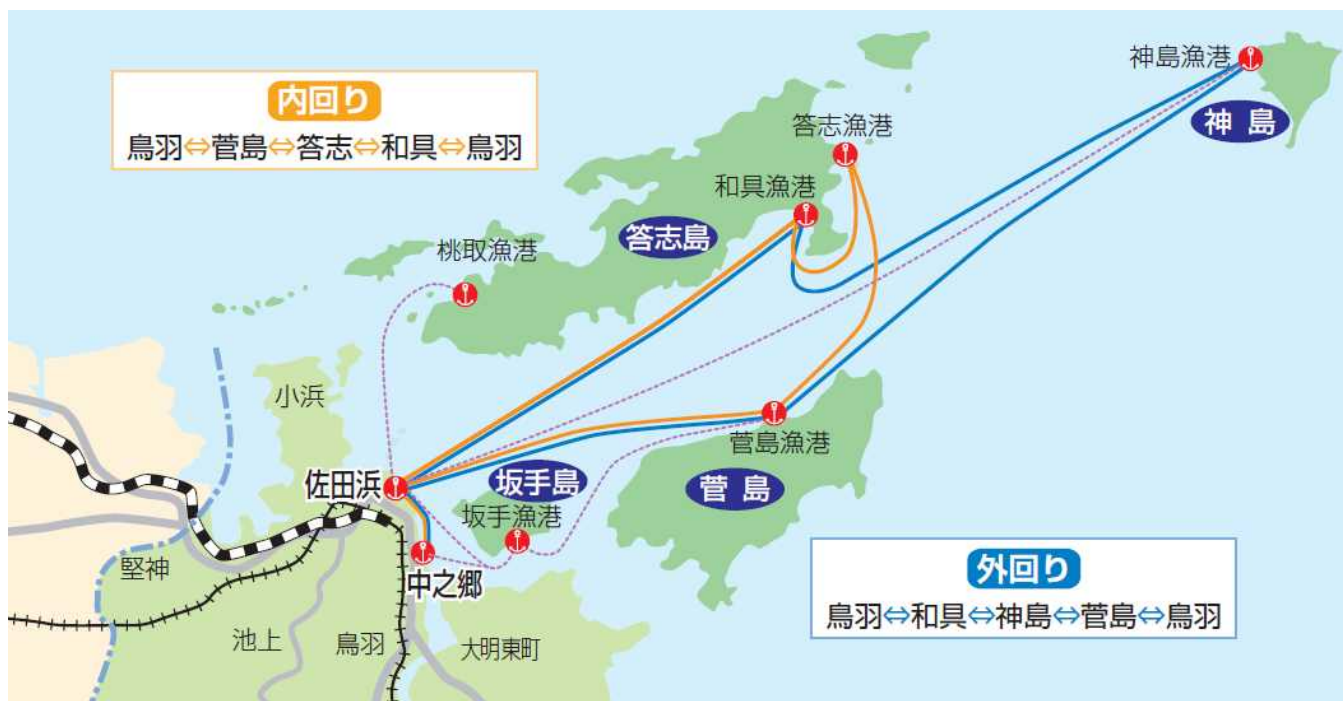 内回り
鳥羽⇔菅島⇔答志⇔和具⇔鳥羽
神島漁港
神島
答志漁港
和具漁港
答志島
桃取漁港
小浜
菅島漁港
佐田浜
坂手島
菅島
坂手漁港
堅神
中之郷
外回り
鳥羽⇔和具⇔神島⇔菅島⇔鳥羽
池上
鳥羽
大明東町